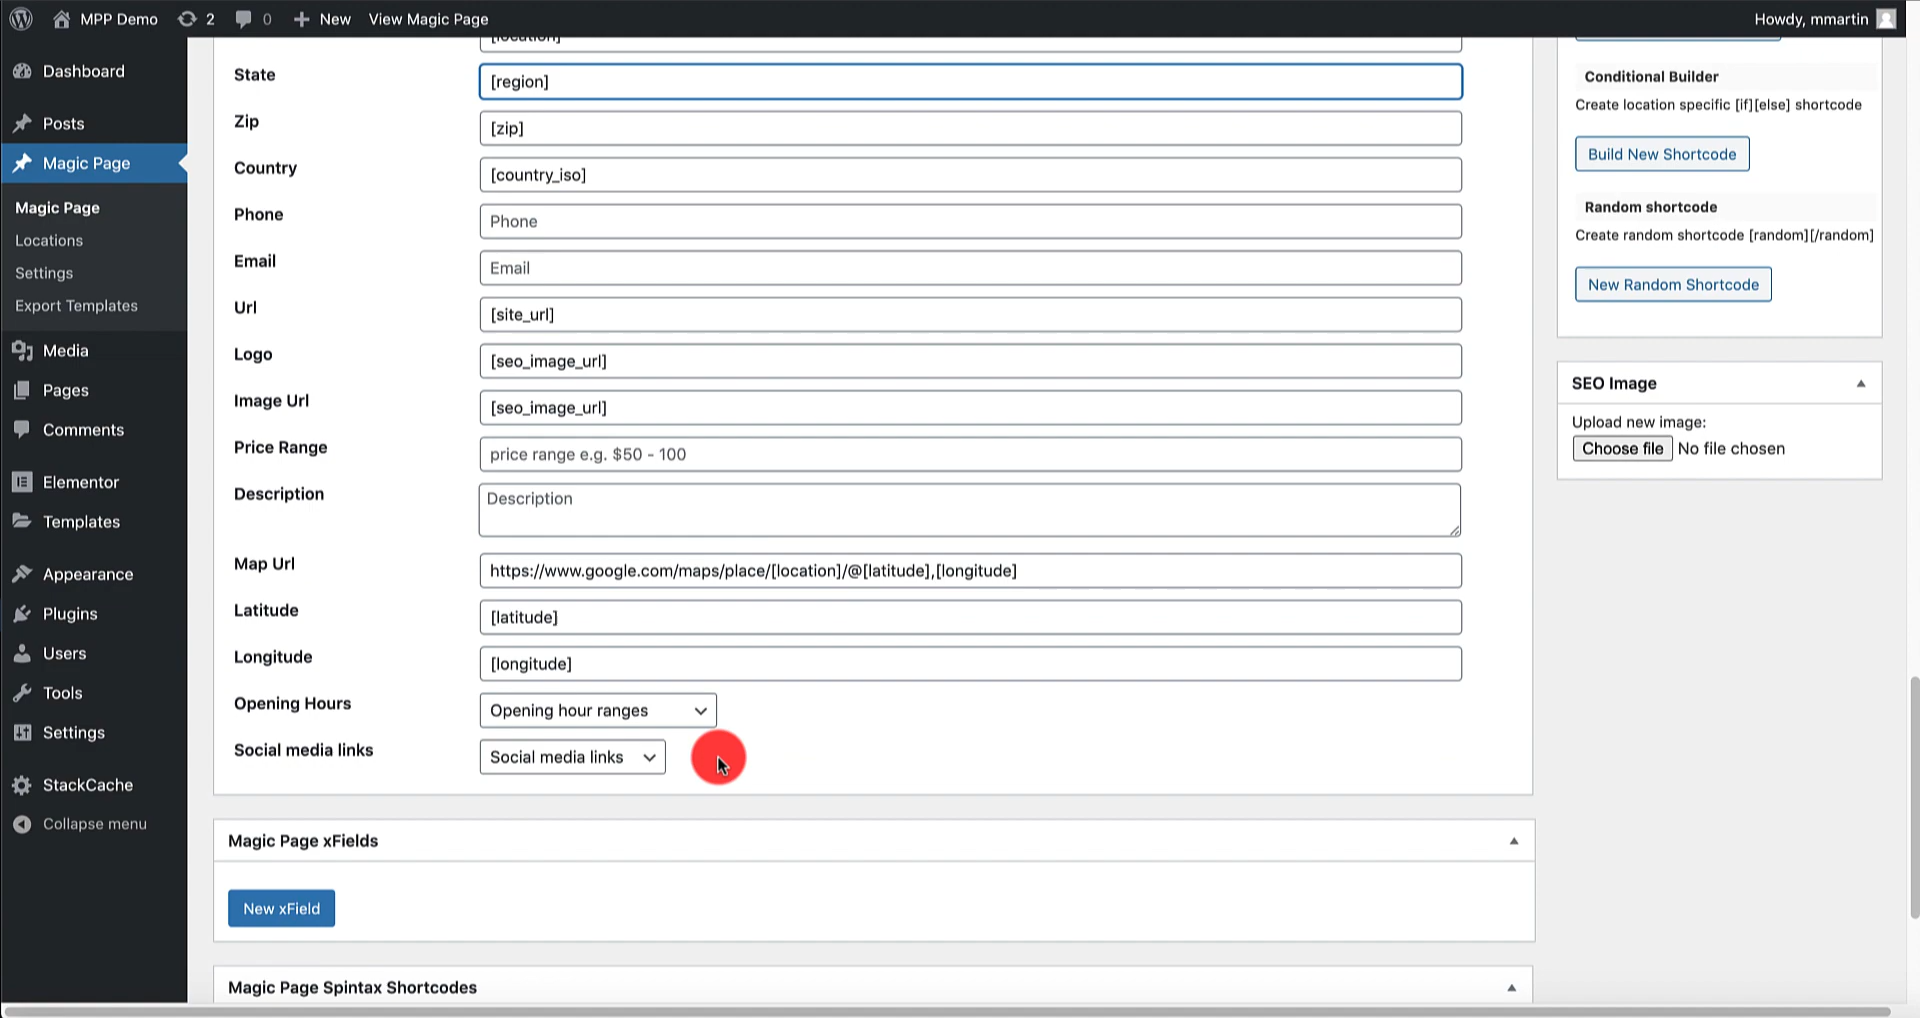 MPP Demo
2
0
New
View Magic Page
Howdy, mmartin
Dashboard
Posts
Magic Page
Magic Page
Locations
Settings
Export Templates
Media
Pages
Comments
Elementor
Templates
Appearance
Plugins
Users
Tools
Settings
StackCache
Collapse menu
[location]
State
[region]
Zip
[zip]
Country
[country_iso]
Phone
Phone
Email
Email
Url
[site_url]
Logo
[seo_image_url]
Image Url
[seo_image_url]
Price Range
price range e.g. $50 - 100
Description
Description
Map Url
https://www.google.com/maps/place/[location]/@[latitude],[longitude]
Latitude
[latitude]
Longitude
[longitude]
Opening Hours
Opening hour ranges
Social media links
Social media links
Magic Page xFields
New xField
Magic Page Spintax Shortcodes
Conditional Builder
Create location specific [if][else] shortcode
Build New Shortcode
Random shortcode
Create random shortcode [random][/random]
New Random Shortcode
SEO Image
Upload new image:
Choose file No file chosen